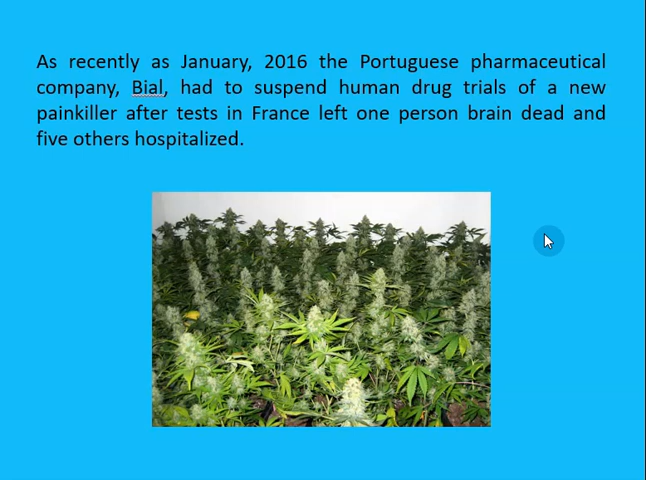 As recently as January, 2016 the Portuguese pharmaceutical
company, Bial, had to suspend human drug trials of a new
painkiller after tests in France left one person brain dead and
five others hospitalized.